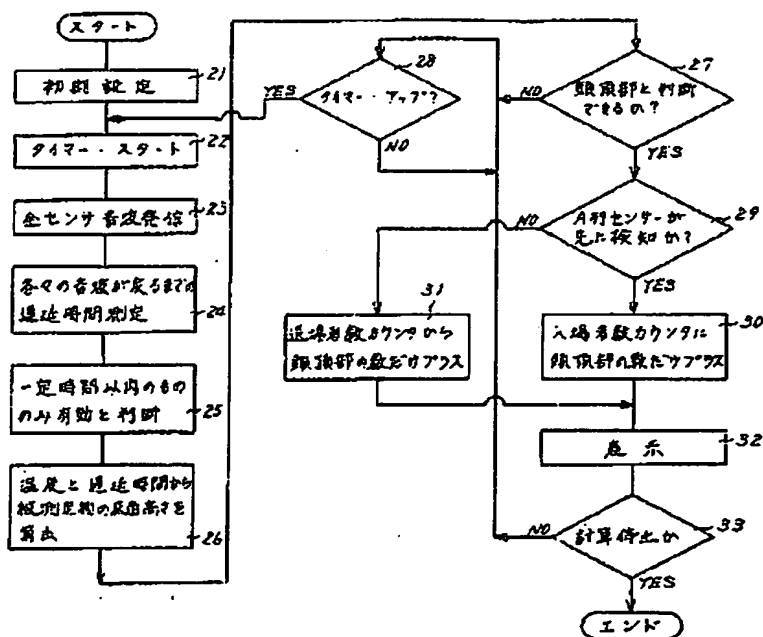 スタート
初期設定
21
タイマー・スタート
22
全センサ音波発信
23
各々の音波が戻るまでの
遅延時間測定
24
一定時間以内のもの
のみ有効と判断
25
温度と遅延時間から
被測定物の床面高さを
算出
26
頭頂部と判断
できるの?
27
NO
YES
タイマー・アップ?
28
YES
NO
A列センサーが
先に検知か?
29
NO
YES
入場者数カウンタに
頭頂部の数だけプラス
30
退場者数カウンタから
頭頂部の数だけプラス
31
表示
32
計算停止か
33
NO
YES
エンド